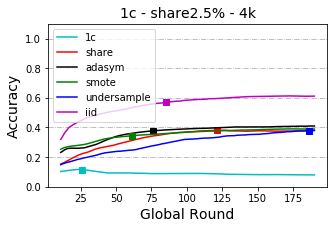 1c - share2.5% - 4k
Accuracy
1.0
0.8
0.6
0.4
0.2
0.0
1c
share
adasym
smote
undersample
iid
25 50 75 100 125 150 175
Global Round